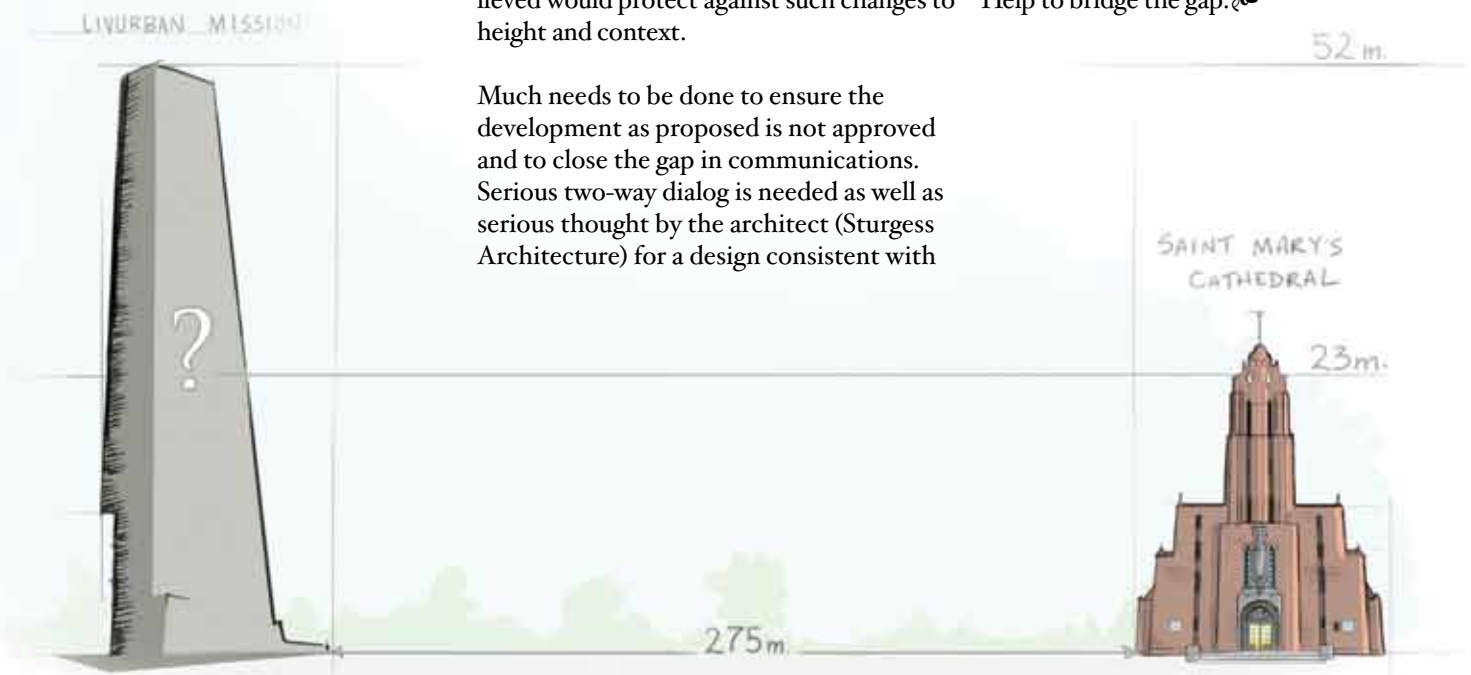 lieved would protect against such changes to
height and context.

Much needs to be done to ensure the
development as proposed is not approved
and to close the gap in communications.
Serious two-way dialog is needed as well as
serious thought by the architect (Sturgess
Architecture) for a design consistent with
Help to bridge the gap.
LIVURBAN MISSION
52 m.
?
SAINT MARY'S
CATHEDRAL
23m.
275m.